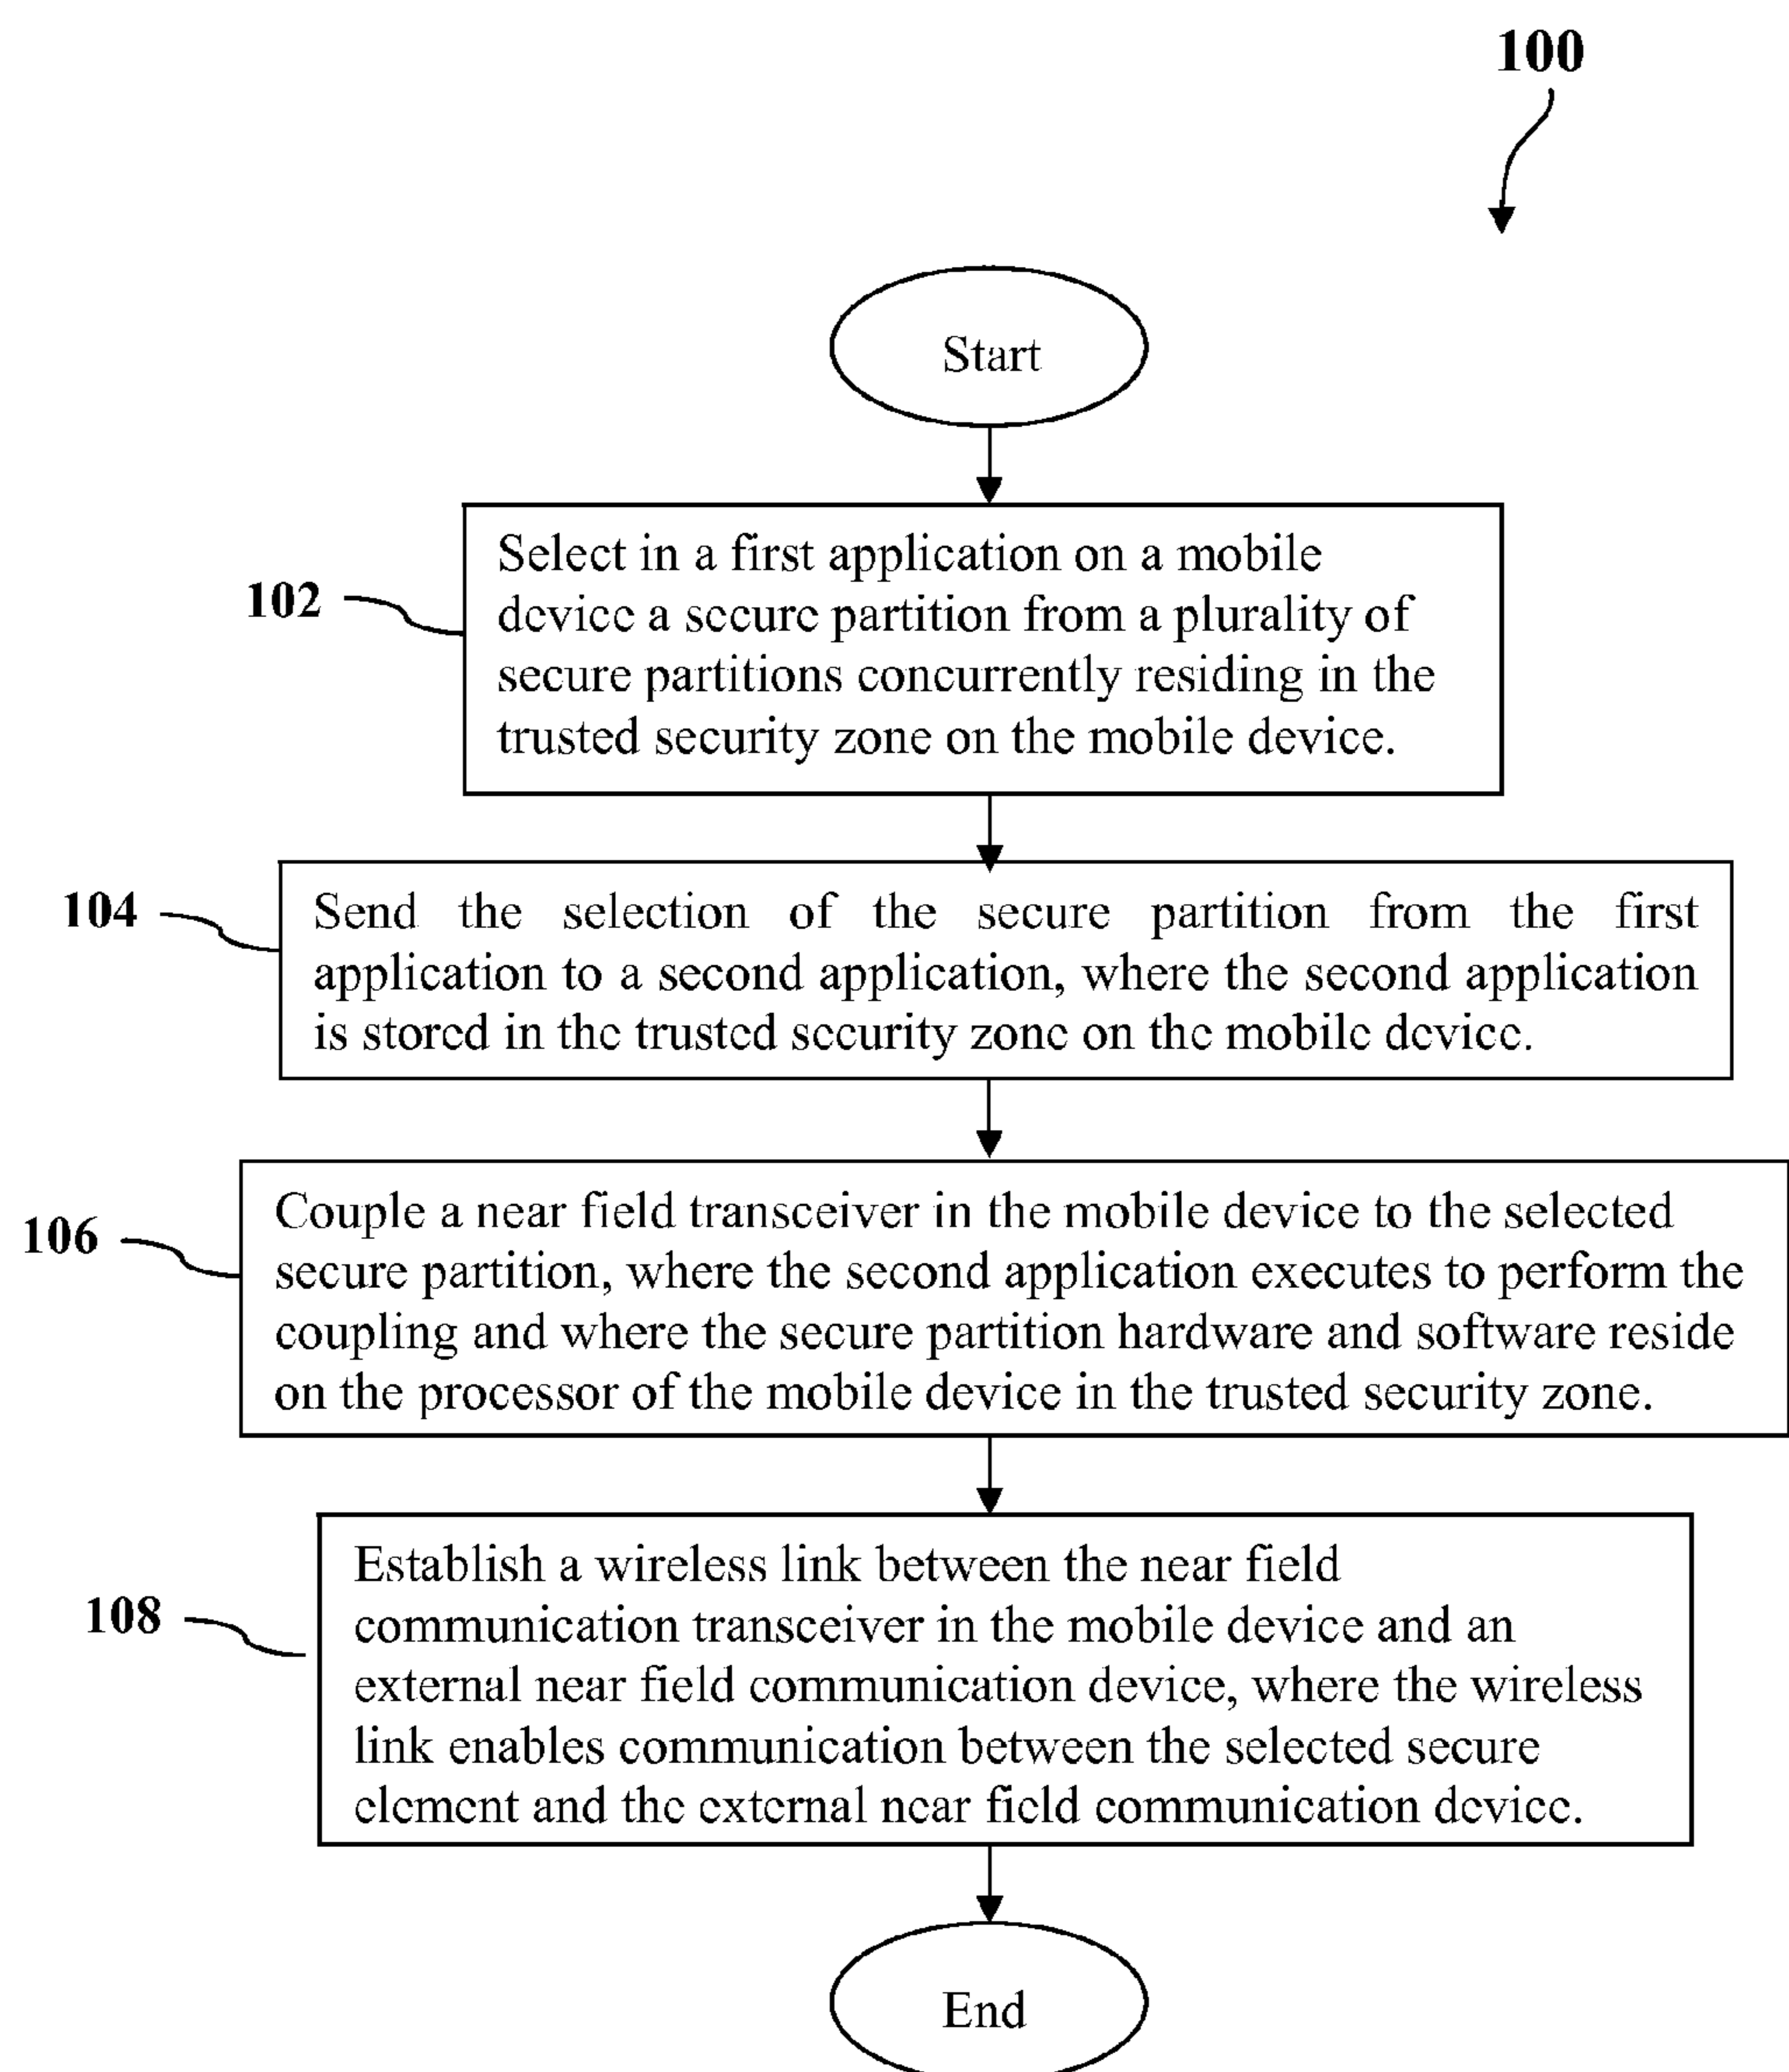 100
Start
102
Select in a first application on a mobile
device a secure partition from a plurality of
secure partitions concurrently residing in the
trusted security zone on the mobile device.
104
Send the selection of the secure partition from the first
application to a second application, where the second application
is stored in the trusted security zone on the mobile device.
106
Couple a near field transceiver in the mobile device to the selected
secure partition, where the second application executes to perform the
coupling and where the secure partition hardware and software reside
on the processor of the mobile device in the trusted security zone.
108
Establish a wireless link between the near field
communication transceiver in the mobile device and an
external near field communication device, where the wireless
link enables communication between the selected secure
element and the external near field communication device.
End